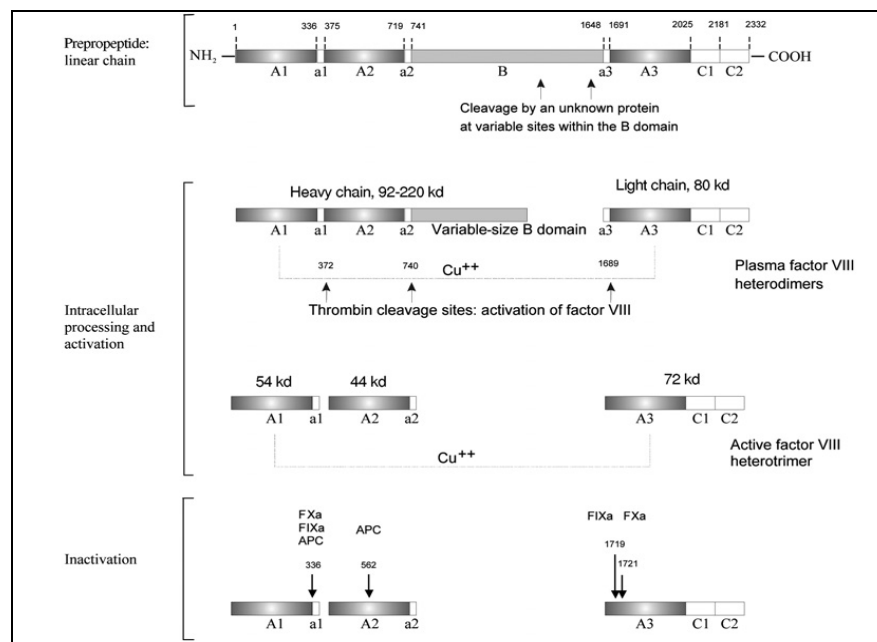 1 336 375 719 741 1648 1691 2025 2181 2332
Prepropeptide:
linear chain
NH2 COOH
A1 a1 A2 a2 B a3 A3 C1 C2
Cleavage by an unknown protein
at variable sites within the B domain
Heavy chain, 92-220 kd
Light chain, 80 kd
Variable-size B domain
A1 a1 A2 a2 a3 A3 C1 C2
372 740 1689
Cu++
Plasma factor VIII
heterodimers
Thrombin cleavage sites: activation of factor VIII
Intracellular
processing and
activation
54 kd 44 kd 72 kd
A1 a1 A2 a2 A3 C1 C2
Cu++
Active factor VIII
heterotrimer
FXa
FIXa
APC
APC
FIXa FXa
Inactivation
336 562 1719
1721
A1 a1 A2 a2 A3 C1 C2